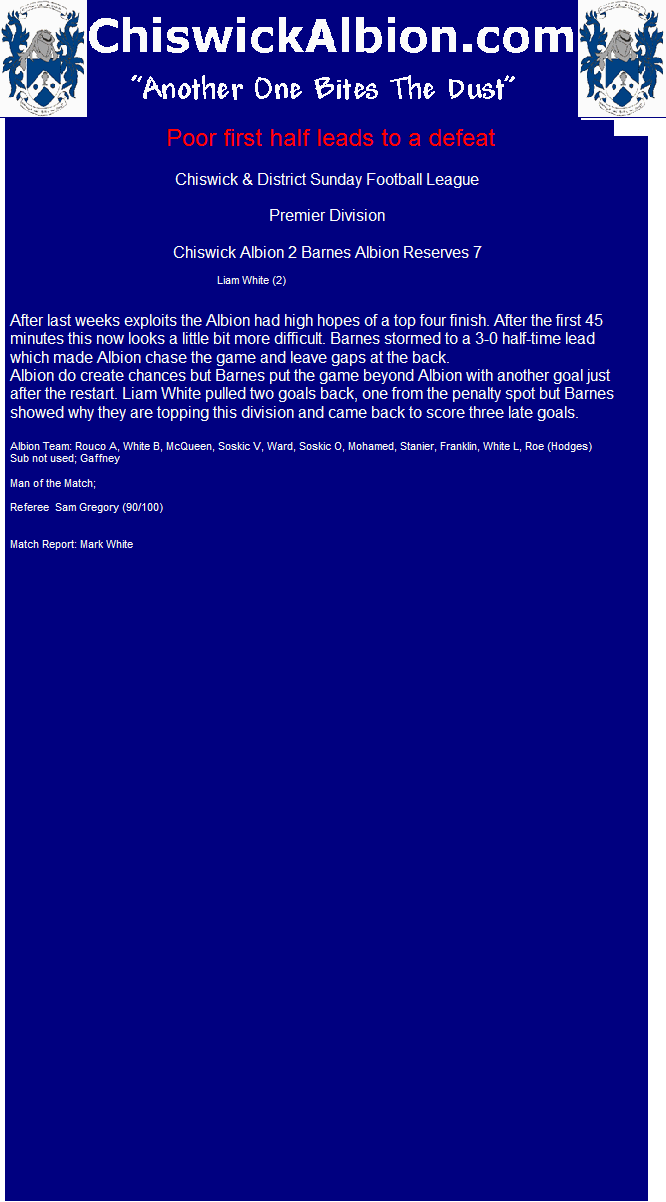 ChiswickAlbion.com
"Another One Bites The Dust"
Poor first half leads to a defeat
Chiswick & District Sunday Football League
Premier Division
Chiswick Albion 2 Barnes Albion Reserves 7
Liam White (2)
After last weeks exploits the Albion had high hopes of a top four finish. After the first 45
minutes this now looks a little bit more difficult. Barnes stormed to a 3-0 half-time lead
which made Albion chase the game and leave gaps at the back.
Albion do create chances but Barnes put the game beyond Albion with another goal just
after the restart. Liam White pulled two goals back, one from the penalty spot but Barnes
showed why they are topping this division and came back to score three late goals.
Albion Team: Rouco A, White B, McQueen, Soskic V, Ward, Soskic O, Mohamed, Stanier, Franklin, White L, Roe (Hodges)
Sub not used; Gaffney
Man of the Match;
Referee  Sam Gregory (90/100)
Match Report: Mark White